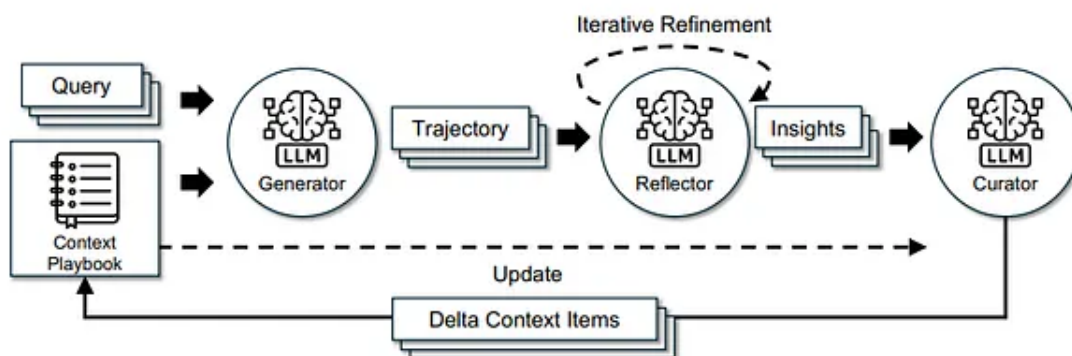 Iterative Refinement
Query
LLM
Generator
Trajectory
LLM
Reflector
Insights
LLM
Curator
Context
Playbook
Update
Delta Context Items